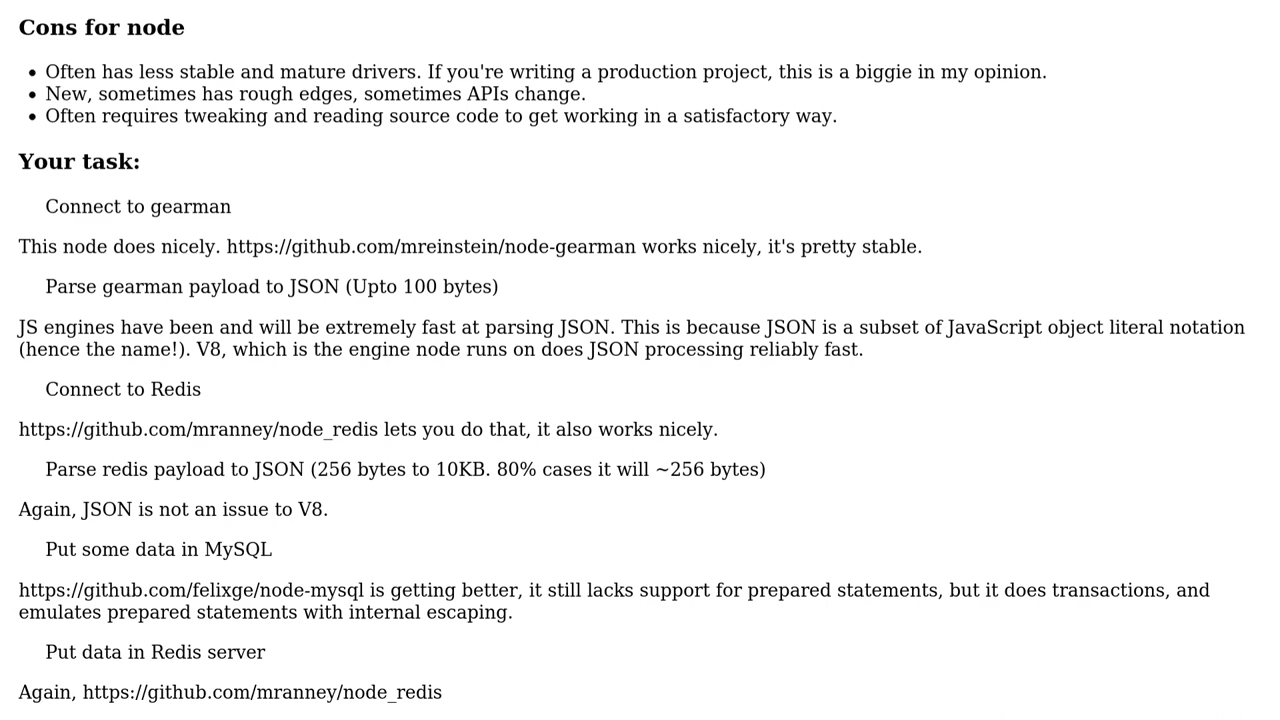 Cons for node
• Often has less stable and mature drivers. If you're writing a production project, this is a biggie in my opinion.
• New, sometimes has rough edges, sometimes APIs change.
• Often requires tweaking and reading source code to get working in a satisfactory way.
Your task:
Connect to gearman
This node does nicely. https://github.com/mreinstein/node-gearman works nicely, it's pretty stable.
Parse gearman payload to JSON (Upto 100 bytes)
JS engines have been and will be extremely fast at parsing JSON. This is because JSON is a subset of JavaScript object literal notation
(hence the name!). V8, which is the engine node runs on does JSON processing reliably fast.
Connect to Redis
https://github.com/mranney/node_redis lets you do that, it also works nicely.
Parse redis payload to JSON (256 bytes to 10KB. 80% cases it will ~256 bytes)
Again, JSON is not an issue to V8.
Put some data in MySQL
https://github.com/felixge/node-mysql is getting better, it still lacks support for prepared statements, but it does transactions, and
emulates prepared statements with internal escaping.
Put data in Redis server
Again, https://github.com/mranney/node_redis